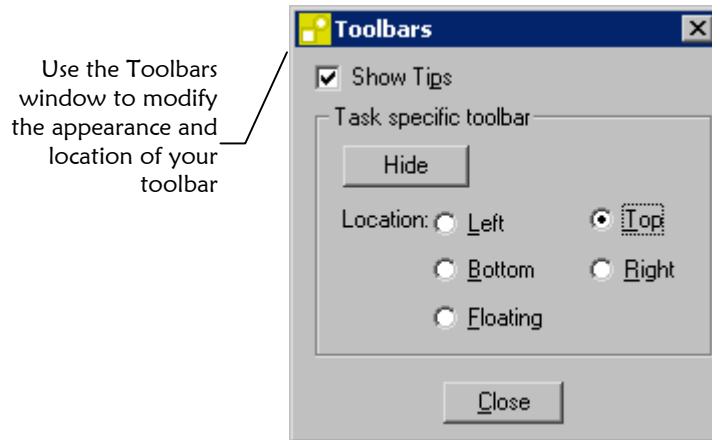 Use the Toolbars
window to modify
the appearance and
location of your
toolbar
Toolbars
Show Tips
Task specific toolbar
Hide
Location: Left Top
Bottom Right
Floating
Close